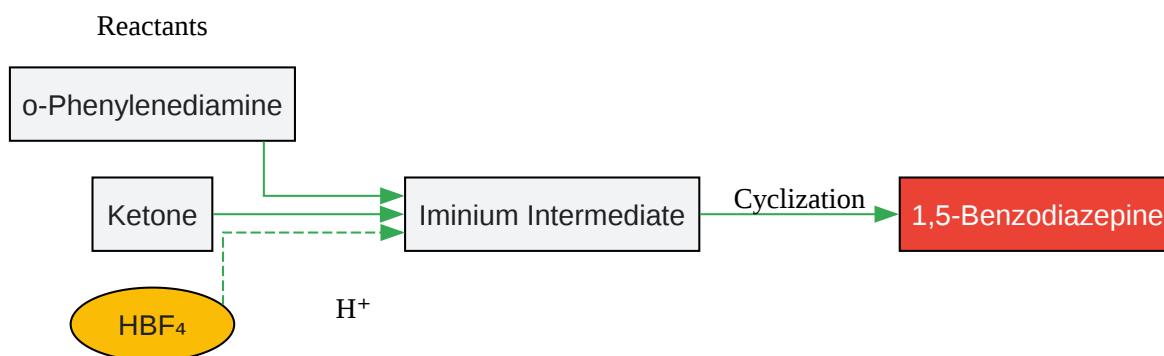 Reactants
o-Phenylenediamine
Ketone
Iminium Intermediate
Cyclization
1,5-Benzodiazepine
HBF₄
H⁺